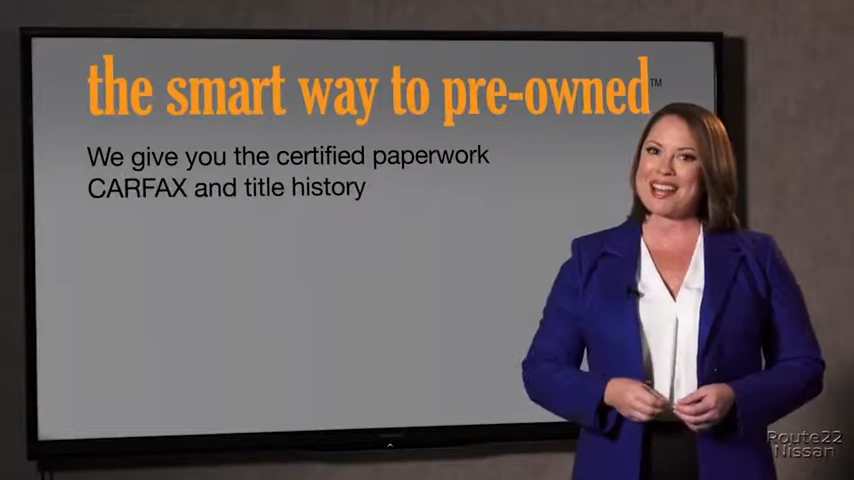 the smart way to pre-owned™
We give you the certified paperwork
CARFAX and title history
Route22
Nissan